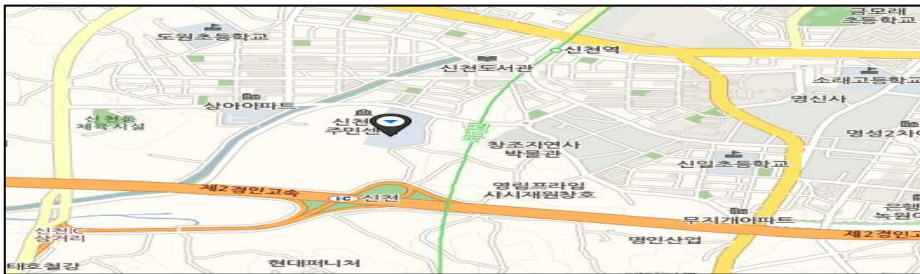 금모래
초등학교
도원초등학교
신천역
신천도서관
소래고등학교
영신사
상아아파트
신천동
체육시설
신천
주민센
창조자연사
박물관
명성2차
신일초등학교
제2경인고속
IC 신천
영림프라임
샤시재원창호
무지개아파트
은행
녹원
신천IC
삼거리
명인산업
제2경인고
태호철강
현대퍼니처